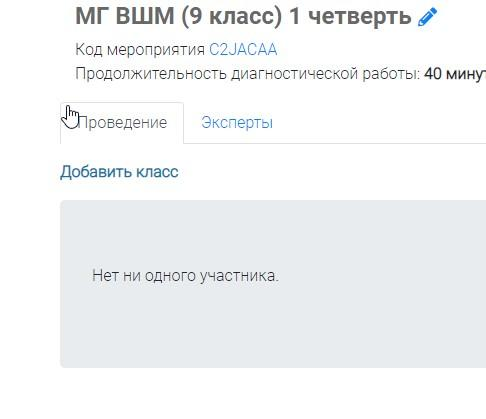 МГ ВШМ (9 класс) 1 четверть
Код мероприятия C2JACAA
Продолжительность диагностической работы: 40 минут
Проведение Эксперты
Добавить класс
Нет ни одного участника.